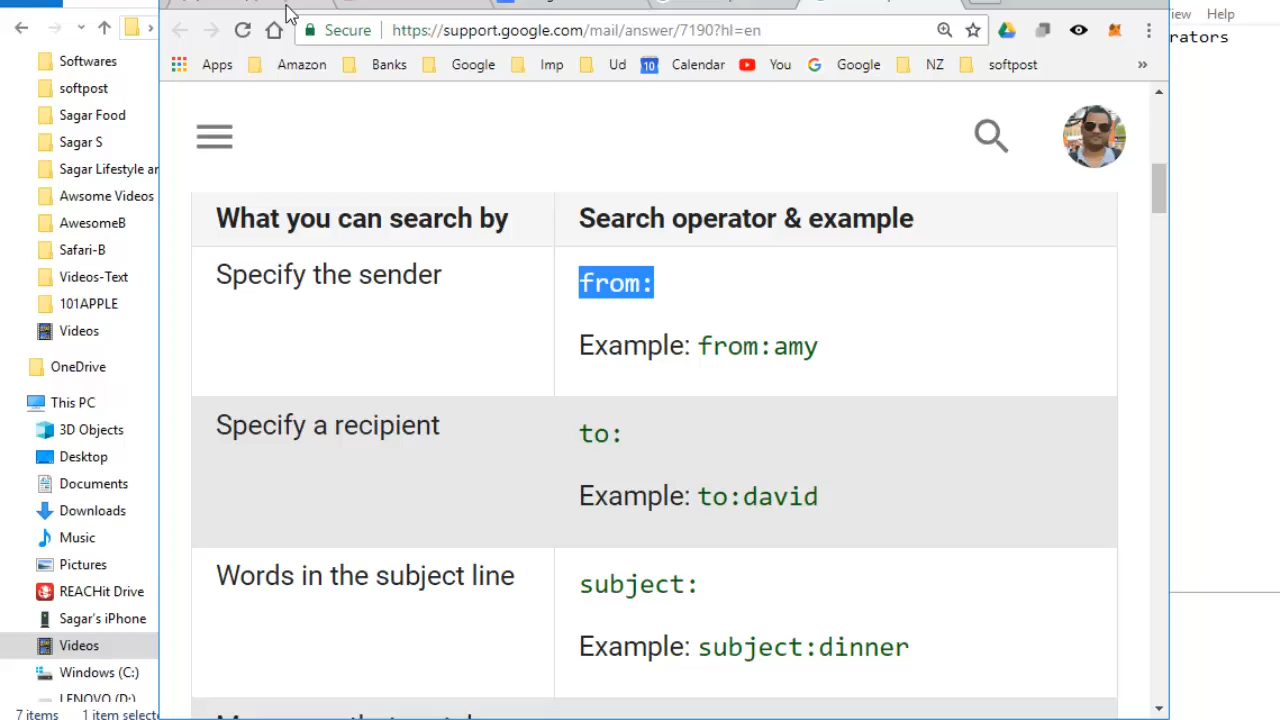 iew Help
rators
Secure
https://support.google.com/mail/answer/7190?hl=en
Apps Amazon Banks Google Imp Ud 10 Calendar You Google NZ softpost »
Softwares
softpost
Sagar Food
Sagar S
Sagar Lifestyle ar
Awsome Videos
AwesomeB
Safari-B
Videos-Text
101APPLE
Videos
OneDrive
This PC
3D Objects
Desktop
Documents
Downloads
Music
Pictures
REACHit Drive
Sagar's iPhone
Videos
Windows (C:)
LENOVO (D:)
7 items 1 item selecte
What you can search by
Search operator & example
Specify the sender
from:
Example: from:amy
Specify a recipient
to:
Example: to:david
Words in the subject line
subject:
Example: subject:dinner